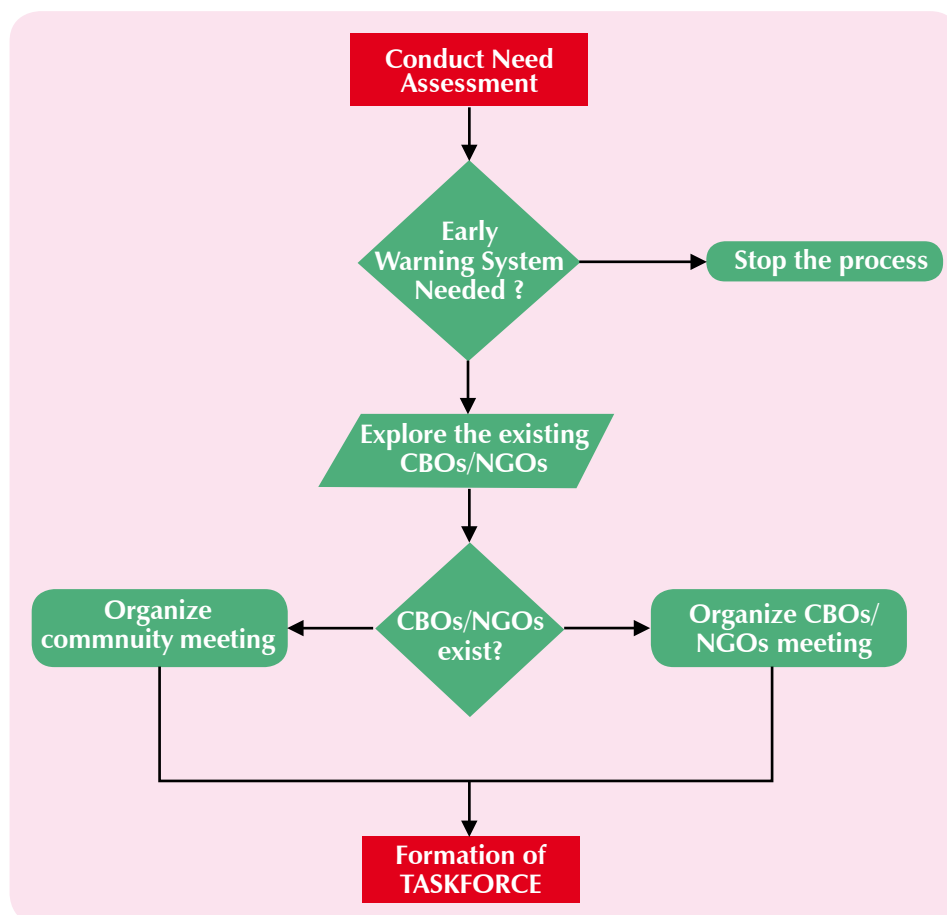 Conduct Need
Assessment
Early
Warning System
Needed ?
Stop the process
Explore the existing
CBOs/NGOs
Organize
commnuity meeting
CBOs/NGOs
exist?
Organize CBOs/
NGOs meeting
Formation of
TASKFORCE